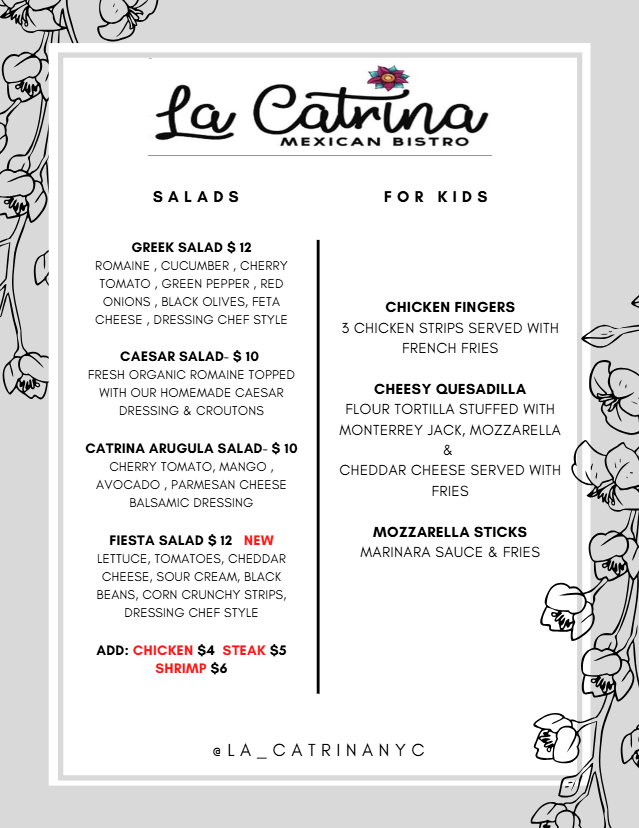 La Catrina
MEXICAN BISTRO
SALADS
GREEK SALAD $ 12
ROMAINE , CUCUMBER , CHERRY
TOMATO , GREEN PEPPER , RED
ONIONS , BLACK OLIVES, FETA
CHEESE , DRESSING CHEF STYLE
CAESAR SALAD- $ 10
FRESH ORGANIC ROMAINE TOPPED
WITH OUR HOMEMADE CAESAR
DRESSING & CROUTONS
CATRINA ARUGULA SALAD- $ 10
CHERRY TOMATO, MANGO ,
AVOCADO , PARMESAN CHEESE
BALSAMIC DRESSING
FIESTA SALAD $ 12 NEW
LETTUCE, TOMATOES, CHEDDAR
CHEESE, SOUR CREAM, BLACK
BEANS, CORN CRUNCHY STRIPS,
DRESSING CHEF STYLE
ADD: CHICKEN $4 STEAK $5
SHRIMP $6
FOR KIDS
CHICKEN FINGERS
3 CHICKEN STRIPS SERVED WITH
FRENCH FRIES
CHEESY QUESADILLA
FLOUR TORTILLA STUFFED WITH
MONTERREY JACK, MOZZARELLA
&
CHEDDAR CHEESE SERVED WITH
FRIES
MOZZARELLA STICKS
MARINARA SAUCE & FRIES
@LA_CATRINANYC